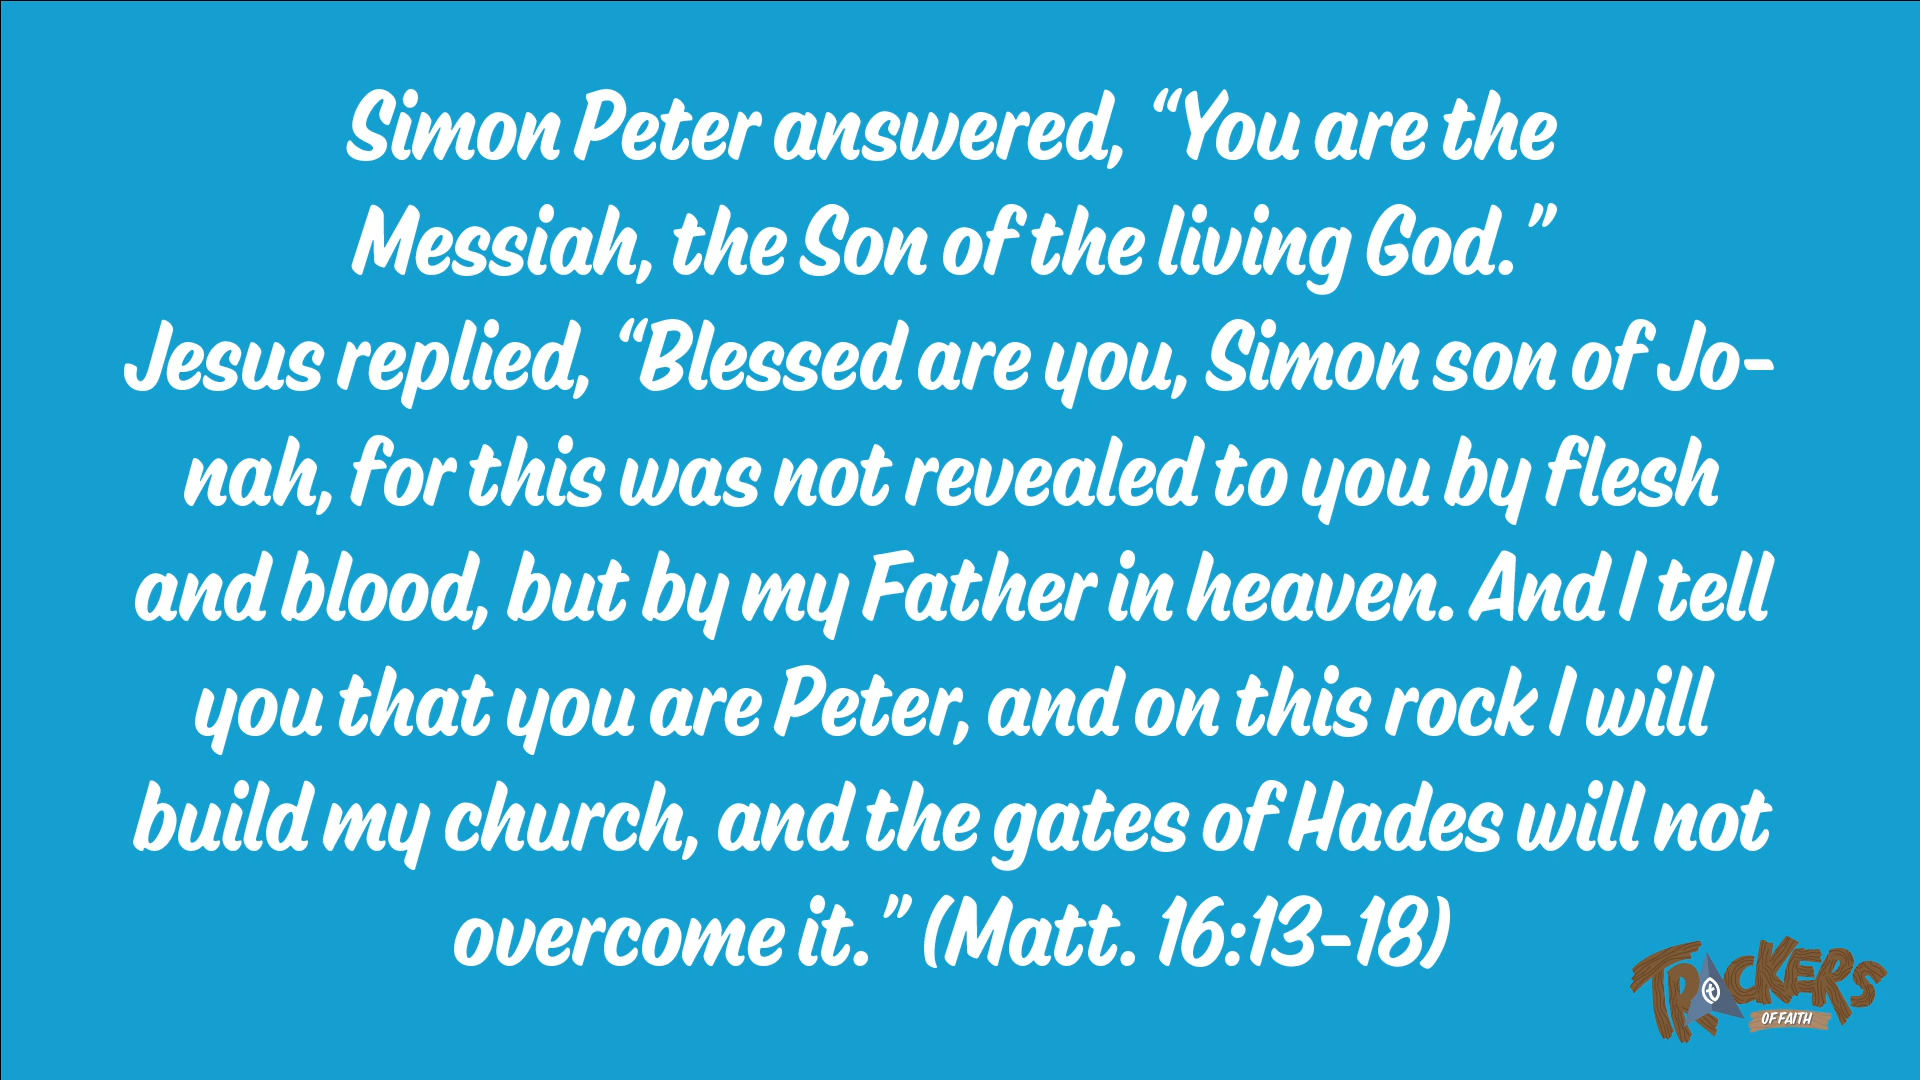 Simon Peter answered, “You are the
Messiah, the Son of the living God.”
Jesus replied, “Blessed are you, Simon son of Jo-
nah, for this was not revealed to you by flesh
and blood, but by my Father in heaven. And I tell
you that you are Peter, and on this rock I will
build my church, and the gates of Hades will not
overcome it.” (Matt. 16:13-18)
TRACKERS
OF FAITH